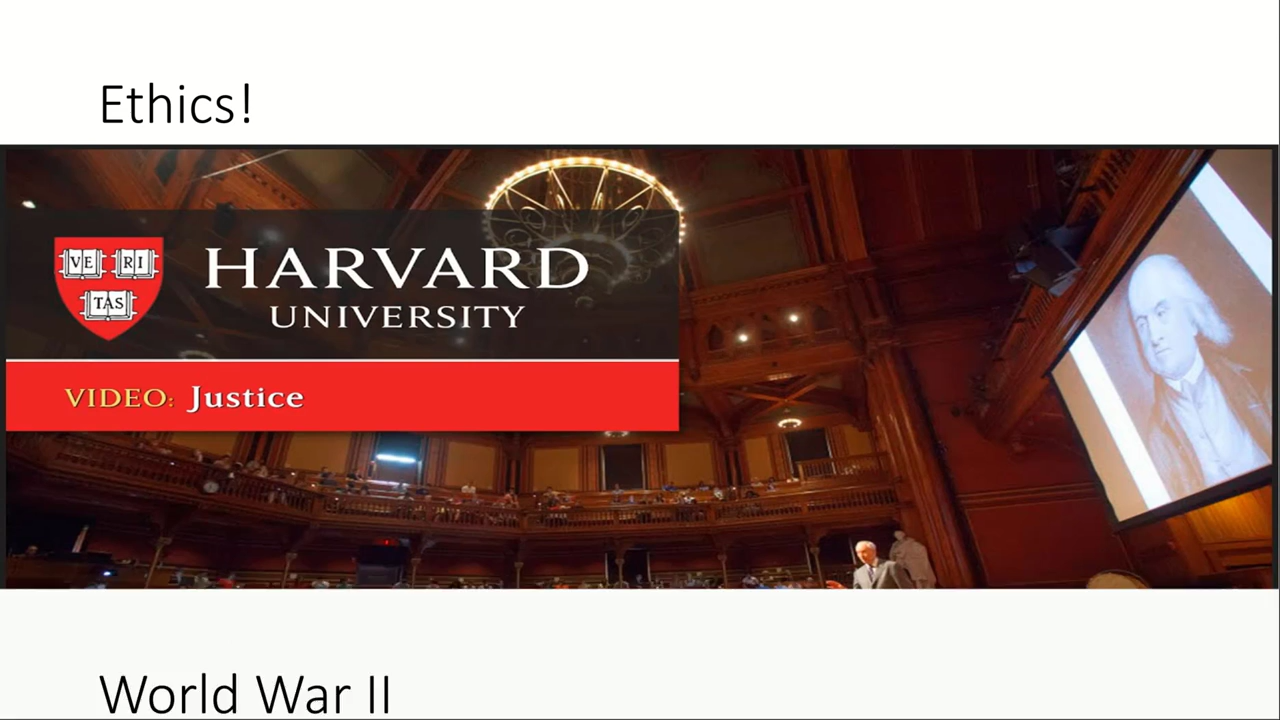 Ethics!
VE RI
TAS
HARVARD
UNIVERSITY
VIDEO: Justice
World War II